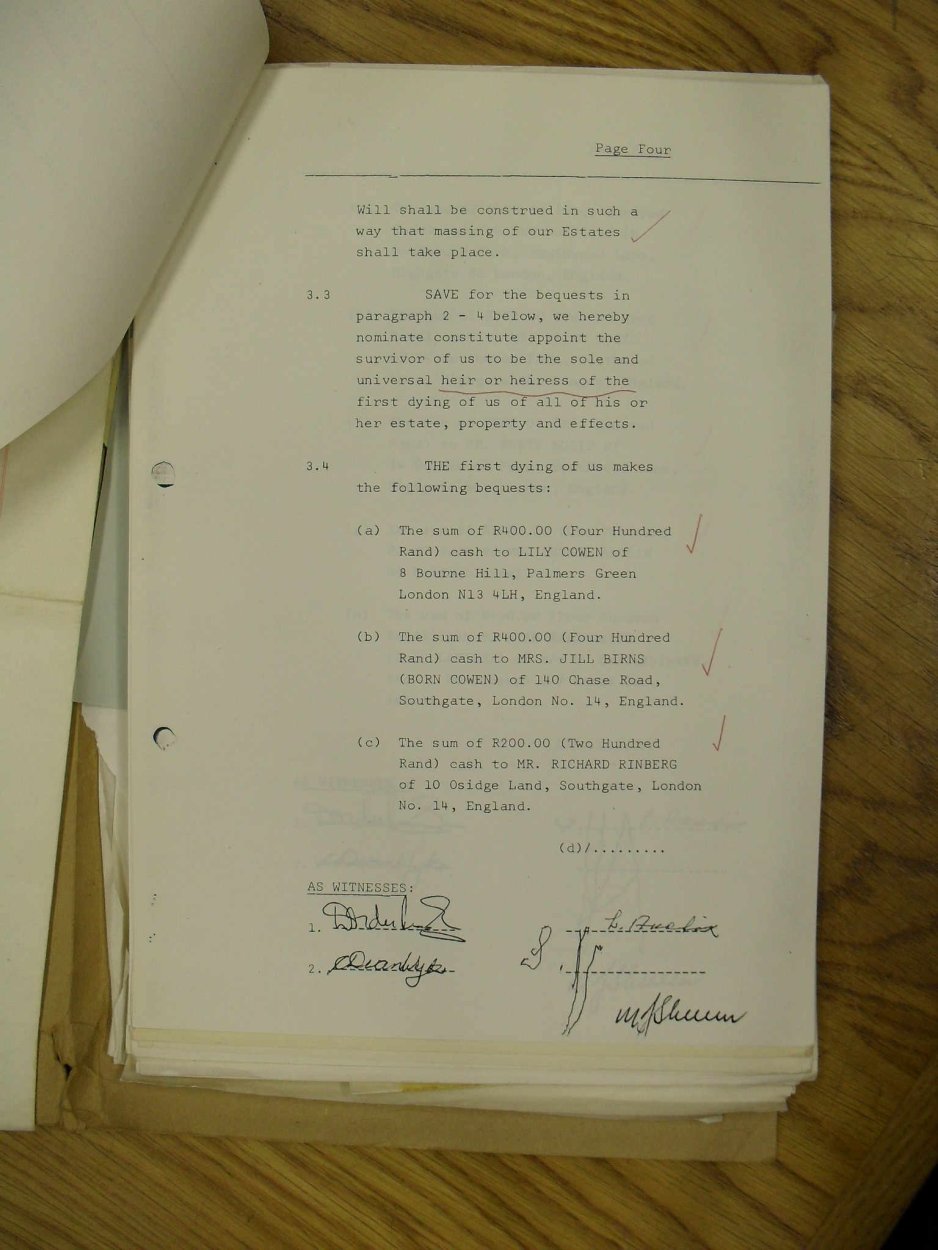 Page Four
Will shall be construed in such a
way that massing of our Estates
shall take place.
3.3 SAVE for the bequests in
paragraph 2 - 4 below, we hereby
nominate constitute appoint the
survivor of us to be the sole and
universal heir or heiress of the
first dying of us of all of his or
her estate, property and effects.
3.4 THE first dying of us makes
the following bequests:
(a) The sum of R400.00 (Four Hundred
Rand) cash to LILY COWEN of
8 Bourne Hill, Palmers Green
London N13 4LH, England.
(b) The sum of R400.00 (Four Hundred
Rand) cash to MRS. JILL BIRNS
(BORN COWEN) of 140 Chase Road,
Southgate, London No. 14, England.
(c) The sum of R200.00 (Two Hundred
Rand) cash to MR. RICHARD RINBERG
of 10 Osidge Land, Southgate, London
No. 14, England.
(d)/.........
AS WITNESSES:
1.
2.